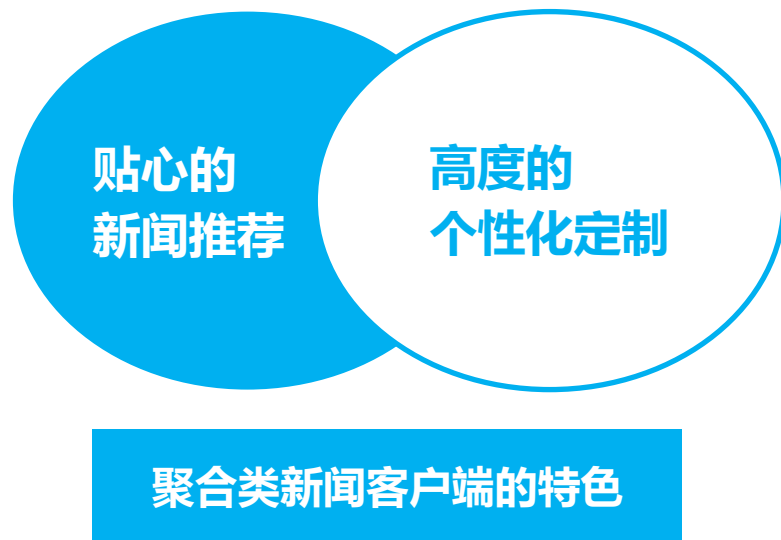 贴心的
新闻推荐
高度的
个性化定制
聚合类新闻客户端的特色